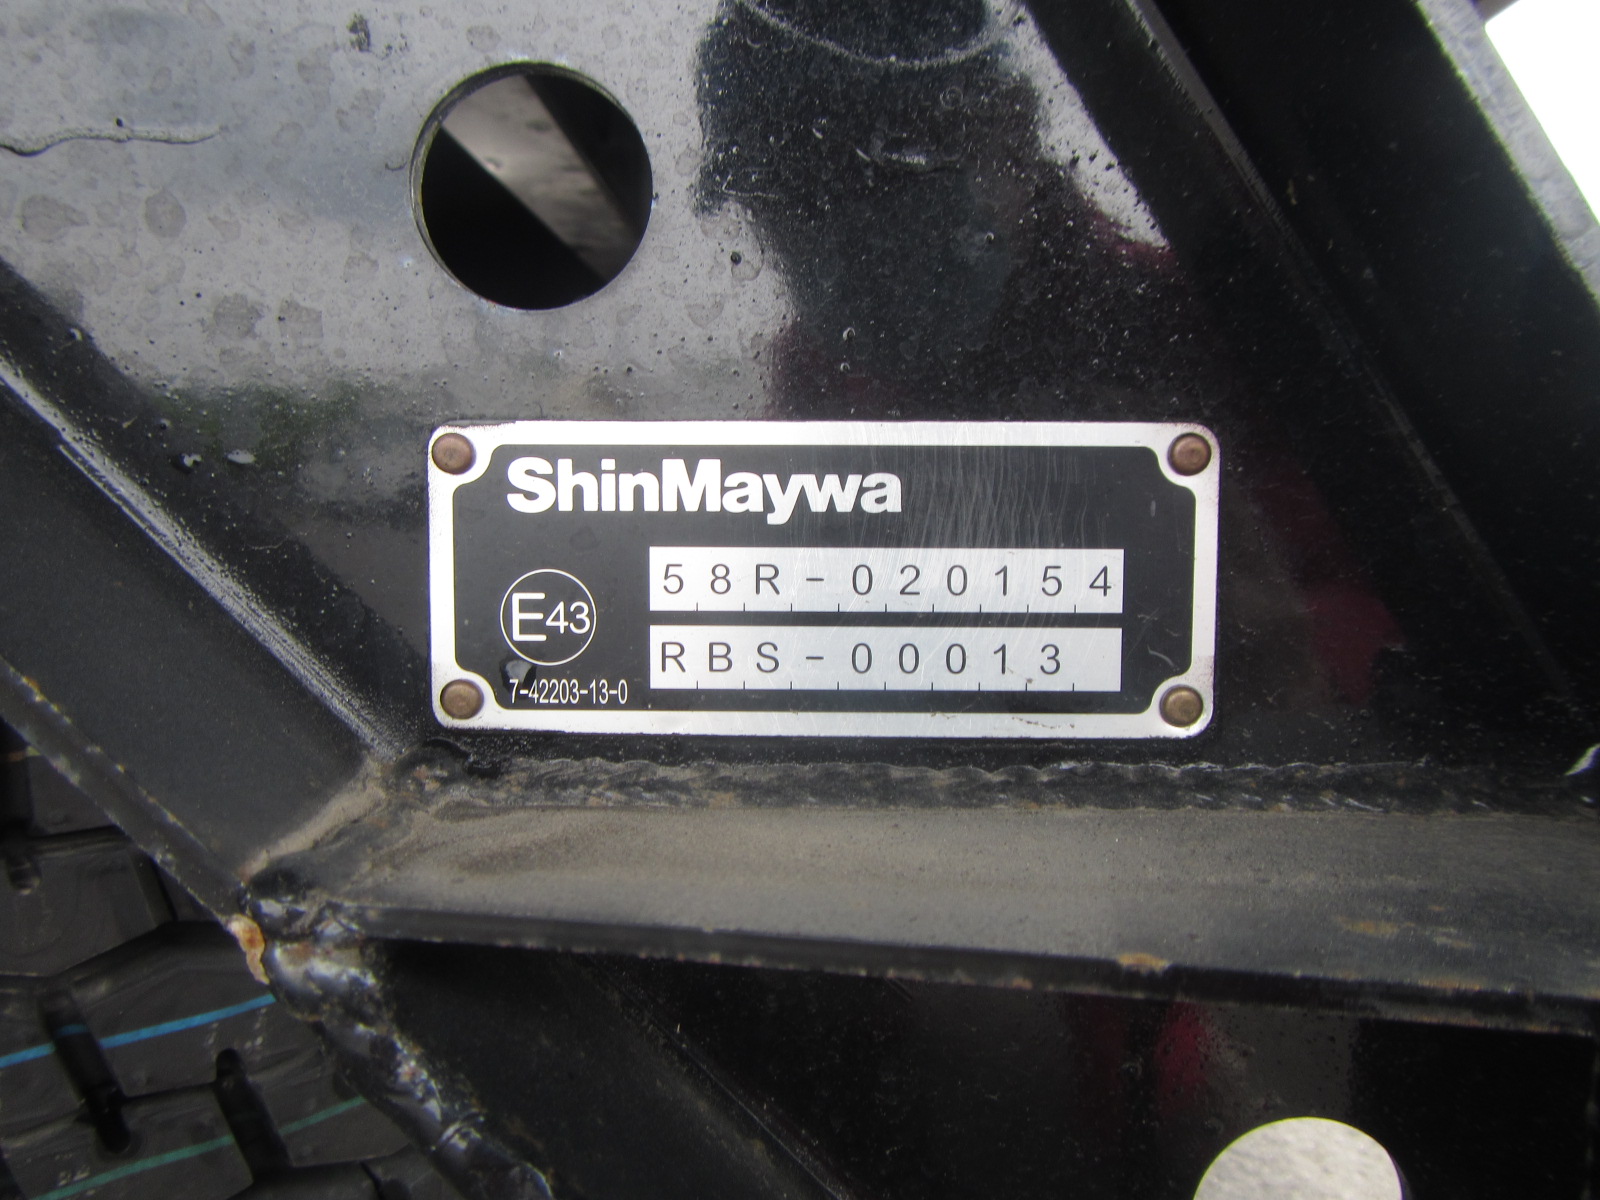 ShinMaywa
58R-020154
E43
RBS-00013
7-42203-13-0